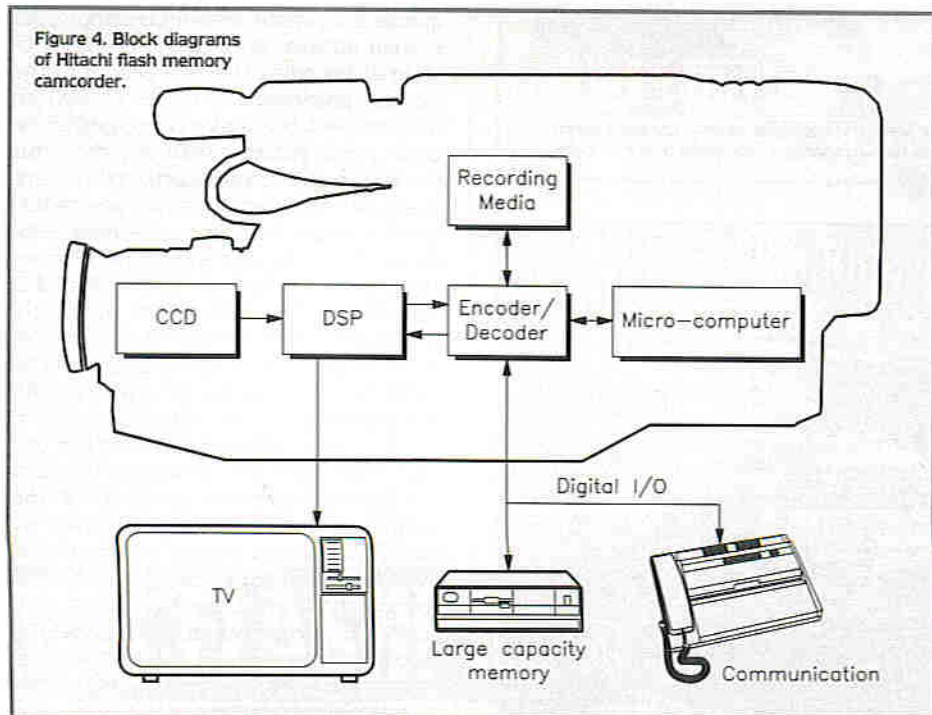 Figure 4. Block diagrams
of Hitachi flash memory
camcorder.
Recording
Media
CCD
DSP
Encoder/
Decoder
Micro-computer
Digital I/O
TV
Large capacity
memory
Communication